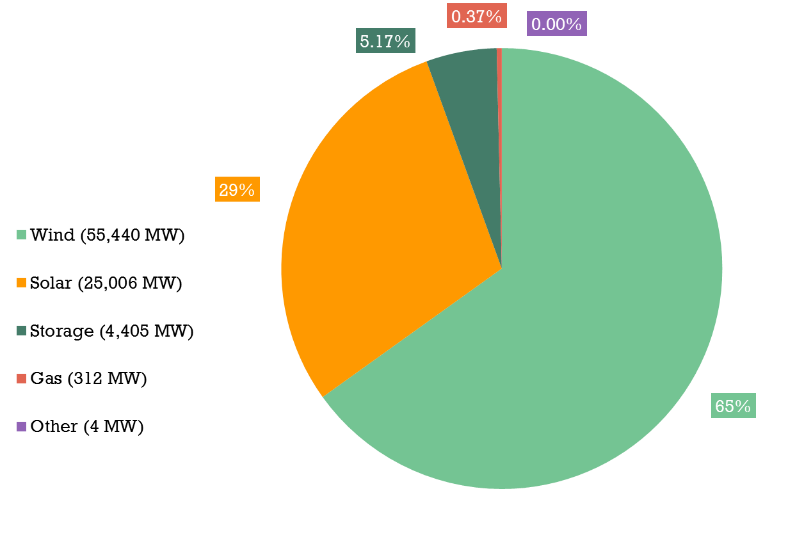 0.37%
0.00%
5.17%
29%
Wind (55,440 MW)
Solar (25,006 MW)
Storage (4,405 MW)
Gas (312 MW)
65%
Other (4 MW)